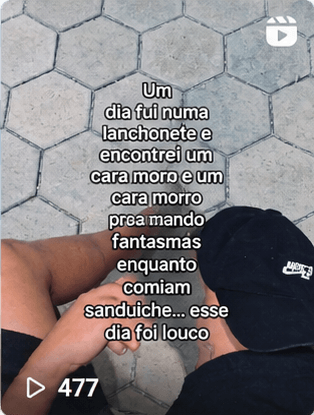 Um
dia fui numa
lanchonete e
encontrei um
cara moro e um
cara morro
proa mando
fantasmas
enquanto
comiam
sanduiche... esse
dia foi louco
477